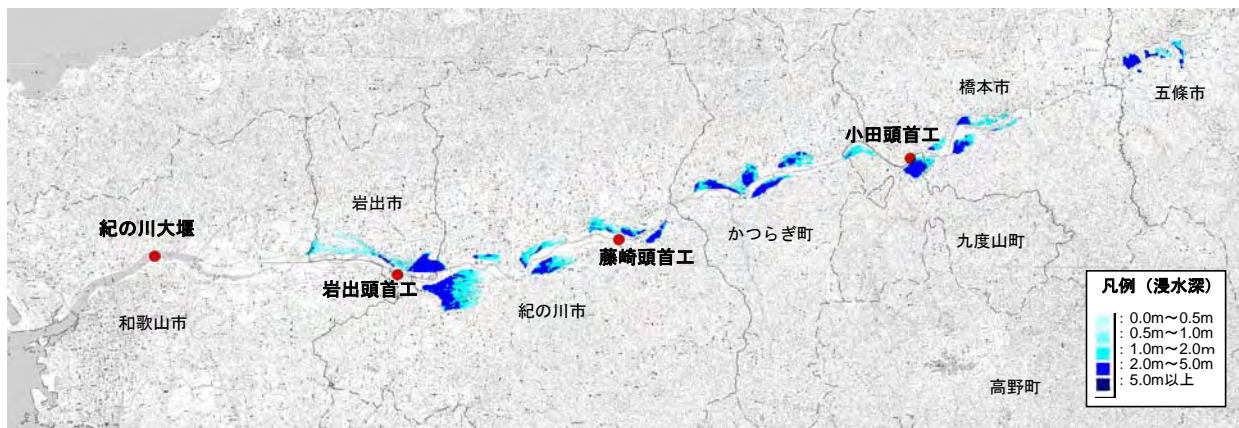 橋本市
五條市
小田頭首工
岩出市
紀の川大堰
かつらぎ町
九度山町
藤崎頭首工
岩出頭首工
紀の川市
和歌山市
高野町
凡例（浸水深）
：0.0m～0.5m
：0.5m～1.0m
：1.0m～2.0m
：2.0m～5.0m
：5.0m以上